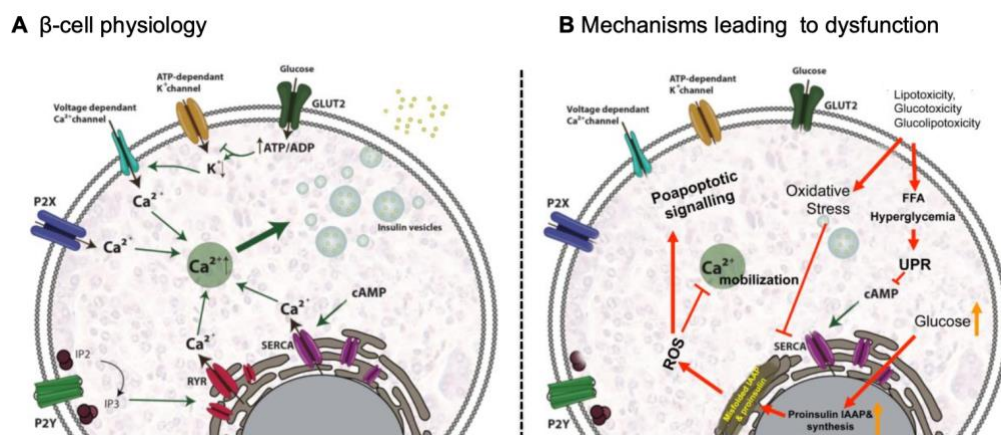 A β-cell physiology
ATP-dependant
K⁺channel
Glucose
GLUT2
Voltage dependant
Ca²⁺channel
↑ATP/ADP
K⁺↓
Ca²⁺
P2X
Ca²⁺
Insulin vesicles
Ca²⁺↑
cAMP
Ca²⁺
Ca²⁺
SERCA
IP2
RYR
IP3
P2Y
B Mechanisms leading to dysfunction
ATP-dependant
K⁺channel
Glucose
GLUT2
Voltage dependant
Ca²⁺channel
Lipotoxicity,
Glucotoxicity
Glucolipotoxicity
Poapoptotic
signalling
Oxidative
Stress
FFA
Hyperglycemia
P2X
UPR
Ca²⁺
mobilization
cAMP
Glucose
ROS
SERCA
Misfolded IAAP
& proinsulin
Proinsulin IAAP&
synthesis
P2Y